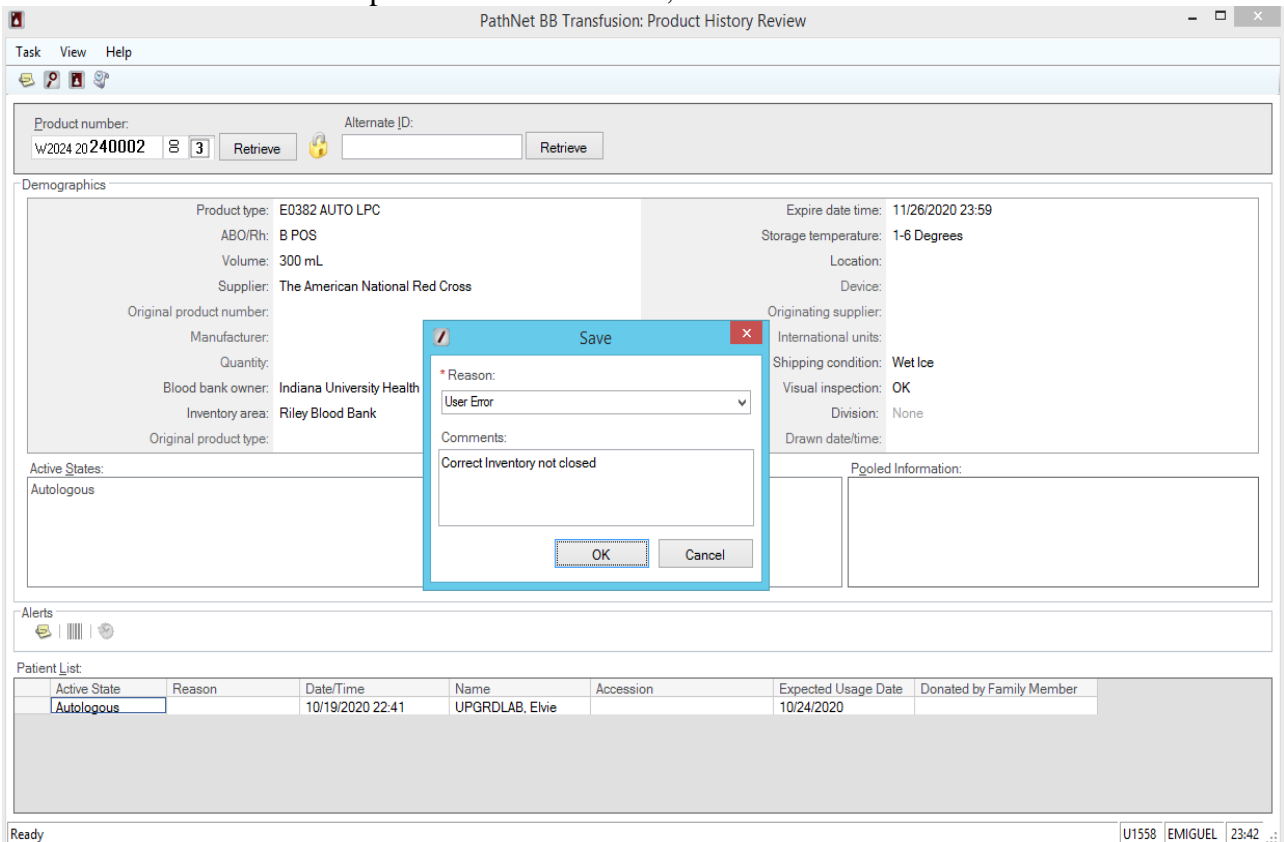 PathNet BB Transfusion: Product History Review
Task View Help
Product number: Alternate ID:
W2024 20 240002 00 3 Retrieve Retrieve
Demographics
Product type: E0382 AUTO LPC Expire date time: 11/26/2020 23:59
ABO/Rh: B POS Storage temperature: 1-6 Degrees
Volume: 300 mL Location:
Supplier: The American National Red Cross Device:
Original product number: Originating supplier:
Manufacturer: International units:
Quantity: Shipping condition: Wet Ice
Blood bank owner: Indiana University Health Visual inspection: OK
Inventory area: Riley Blood Bank Division: None
Original product type: Drawn date/time:
Save
* Reason:
User Error
Comments:
Correct Inventory not closed
OK Cancel
Active States: Pooled Information:
Autologous
Alerts
Patient List:
Active State Reason Date/Time Name Accession Expected Usage Date Donated by Family Member
Autologous 10/19/2020 22:41 UPGRDLAB, Elvie 10/24/2020
Ready U1558 EMIGUEL 23:42